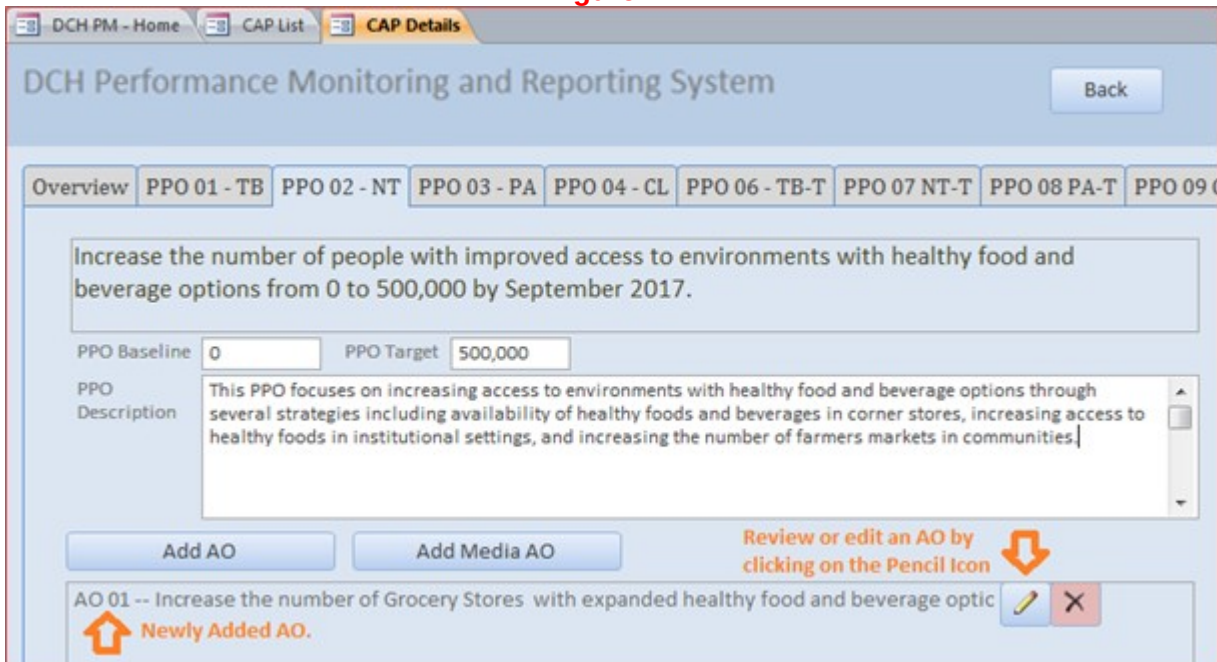 DCH PM - Home CAP List CAP Details
DCH Performance Monitoring and Reporting System Back
Overview PPO 01 - TB PPO 02 - NT PPO 03 - PA PPO 04 - CL PPO 06 - TB-T PPO 07 NT-T PPO 08 PA-T PPO 09
Increase the number of people with improved access to environments with healthy food and
beverage options from 0 to 500,000 by September 2017.
PPO Baseline 0 PPO Target 500,000
PPO
Description
This PPO focuses on increasing access to environments with healthy food and beverage options through
several strategies including availability of healthy foods and beverages in corner stores, increasing access to
healthy foods in institutional settings, and increasing the number of farmers markets in communities.
Add AO Add Media AO
Review or edit an AO by
clicking on the Pencil Icon
AO 01 -- Increase the number of Grocery Stores with expanded healthy food and beverage optic
Newly Added AO.